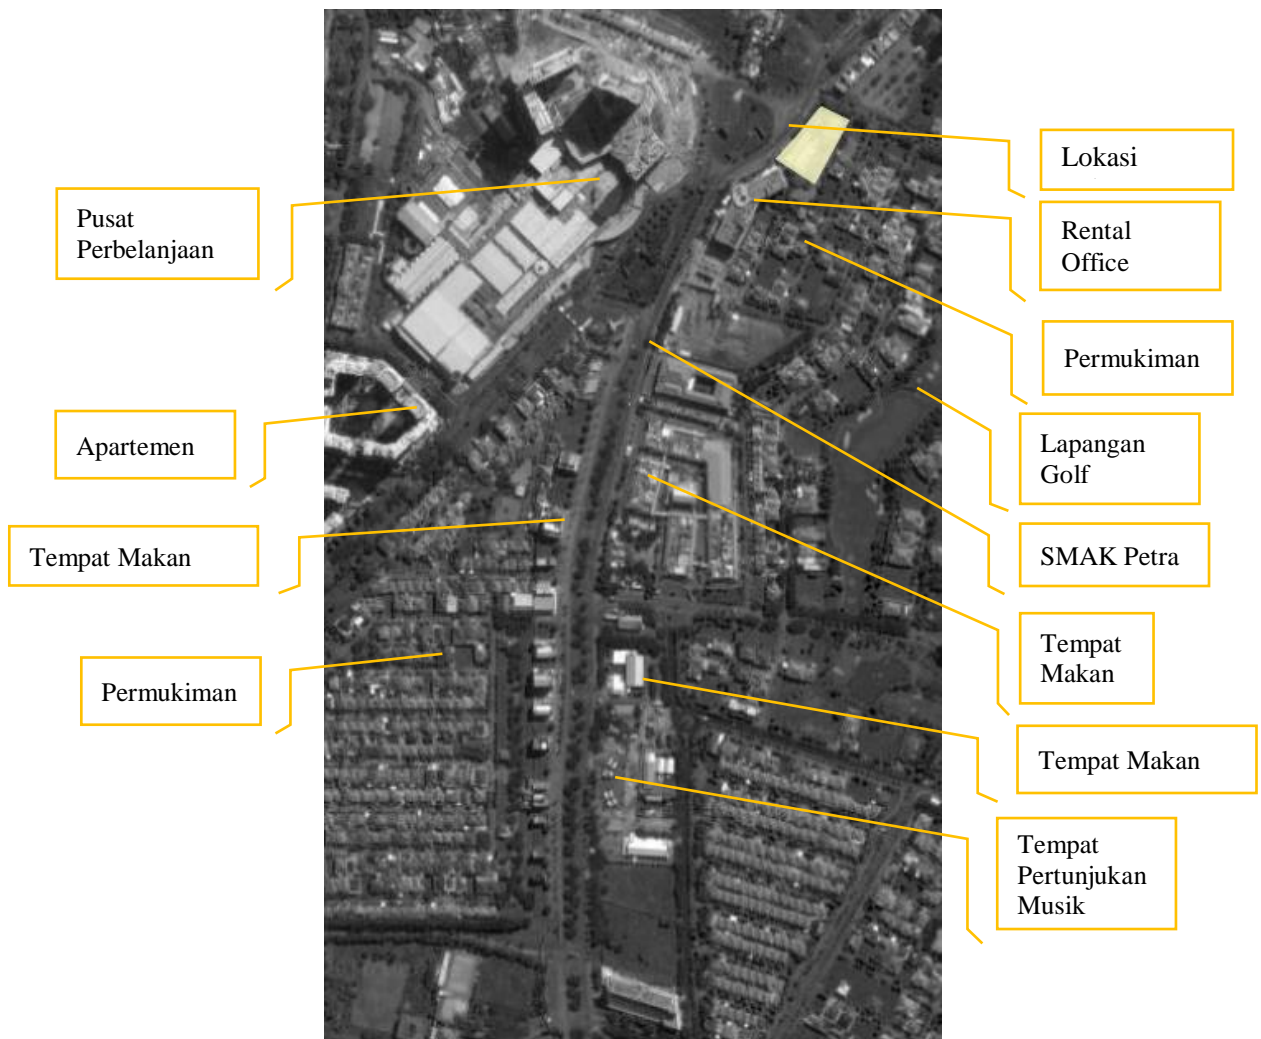 Pusat
Perbelanjaan
Apartemen
Tempat Makan
Permukiman
Lokasi
Rental
Office
Permukiman
Lapangan
Golf
SMAK Petra
Tempat
Makan
Tempat Makan
Tempat
Pertunjukan
Musik